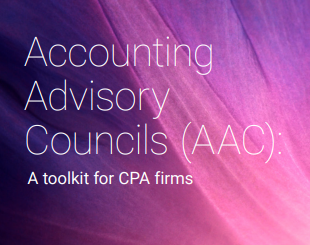 Accounting
Advisory
Councils (AAC):
A toolkit for CPA firms